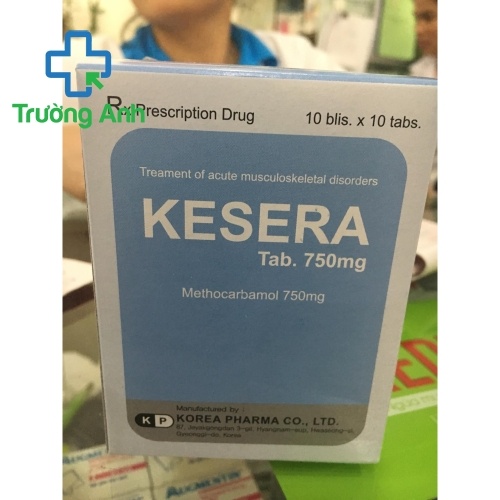 Trường Anh
Rx Prescription Drug
10 blis. x 10 tabs.
Treament of acute musculoskeletal disorders
KESERA
Tab. 750mg
Methocarbamol 750mg
Manufactured by :
KP KOREA PHARMA CO., LTD.